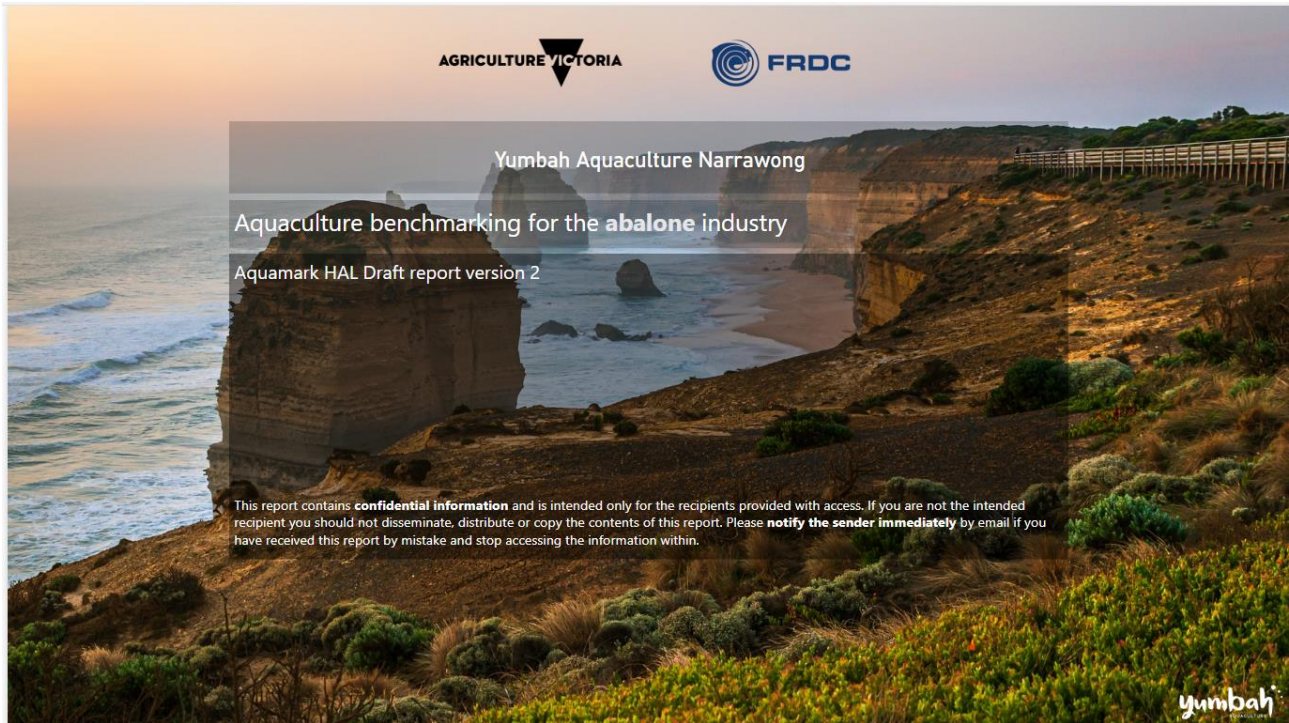 AGRICULTURE VICTORIA
FRDC
Yumbah Aquaculture Narrawong
Aquaculture benchmarking for the abalone industry
Aquamark HAL Draft report version 2
This report contains confidential information and is intended only for the recipients provided with access. If you are not the intended
recipient you should not disseminate, distribute or copy the contents of this report. Please notify the sender immediately by email if you
have received this report by mistake and stop accessing the information within.
yumbah
AQUACULTURE